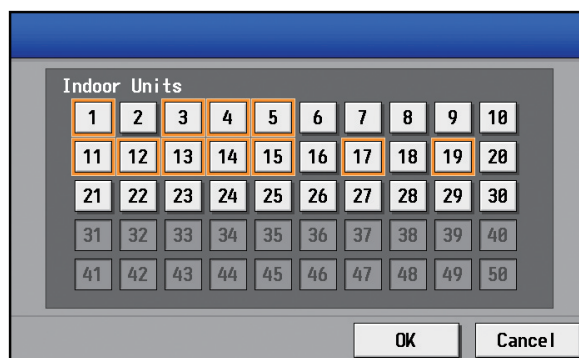 Indoor Units
1 2 3 4 5 6 7 8 9 10
11 12 13 14 15 16 17 18 19 20
21 22 23 24 25 26 27 28 29 30
31 32 33 34 35 36 37 38 39 40
41 42 43 44 45 46 47 48 49 50
OK Cancel